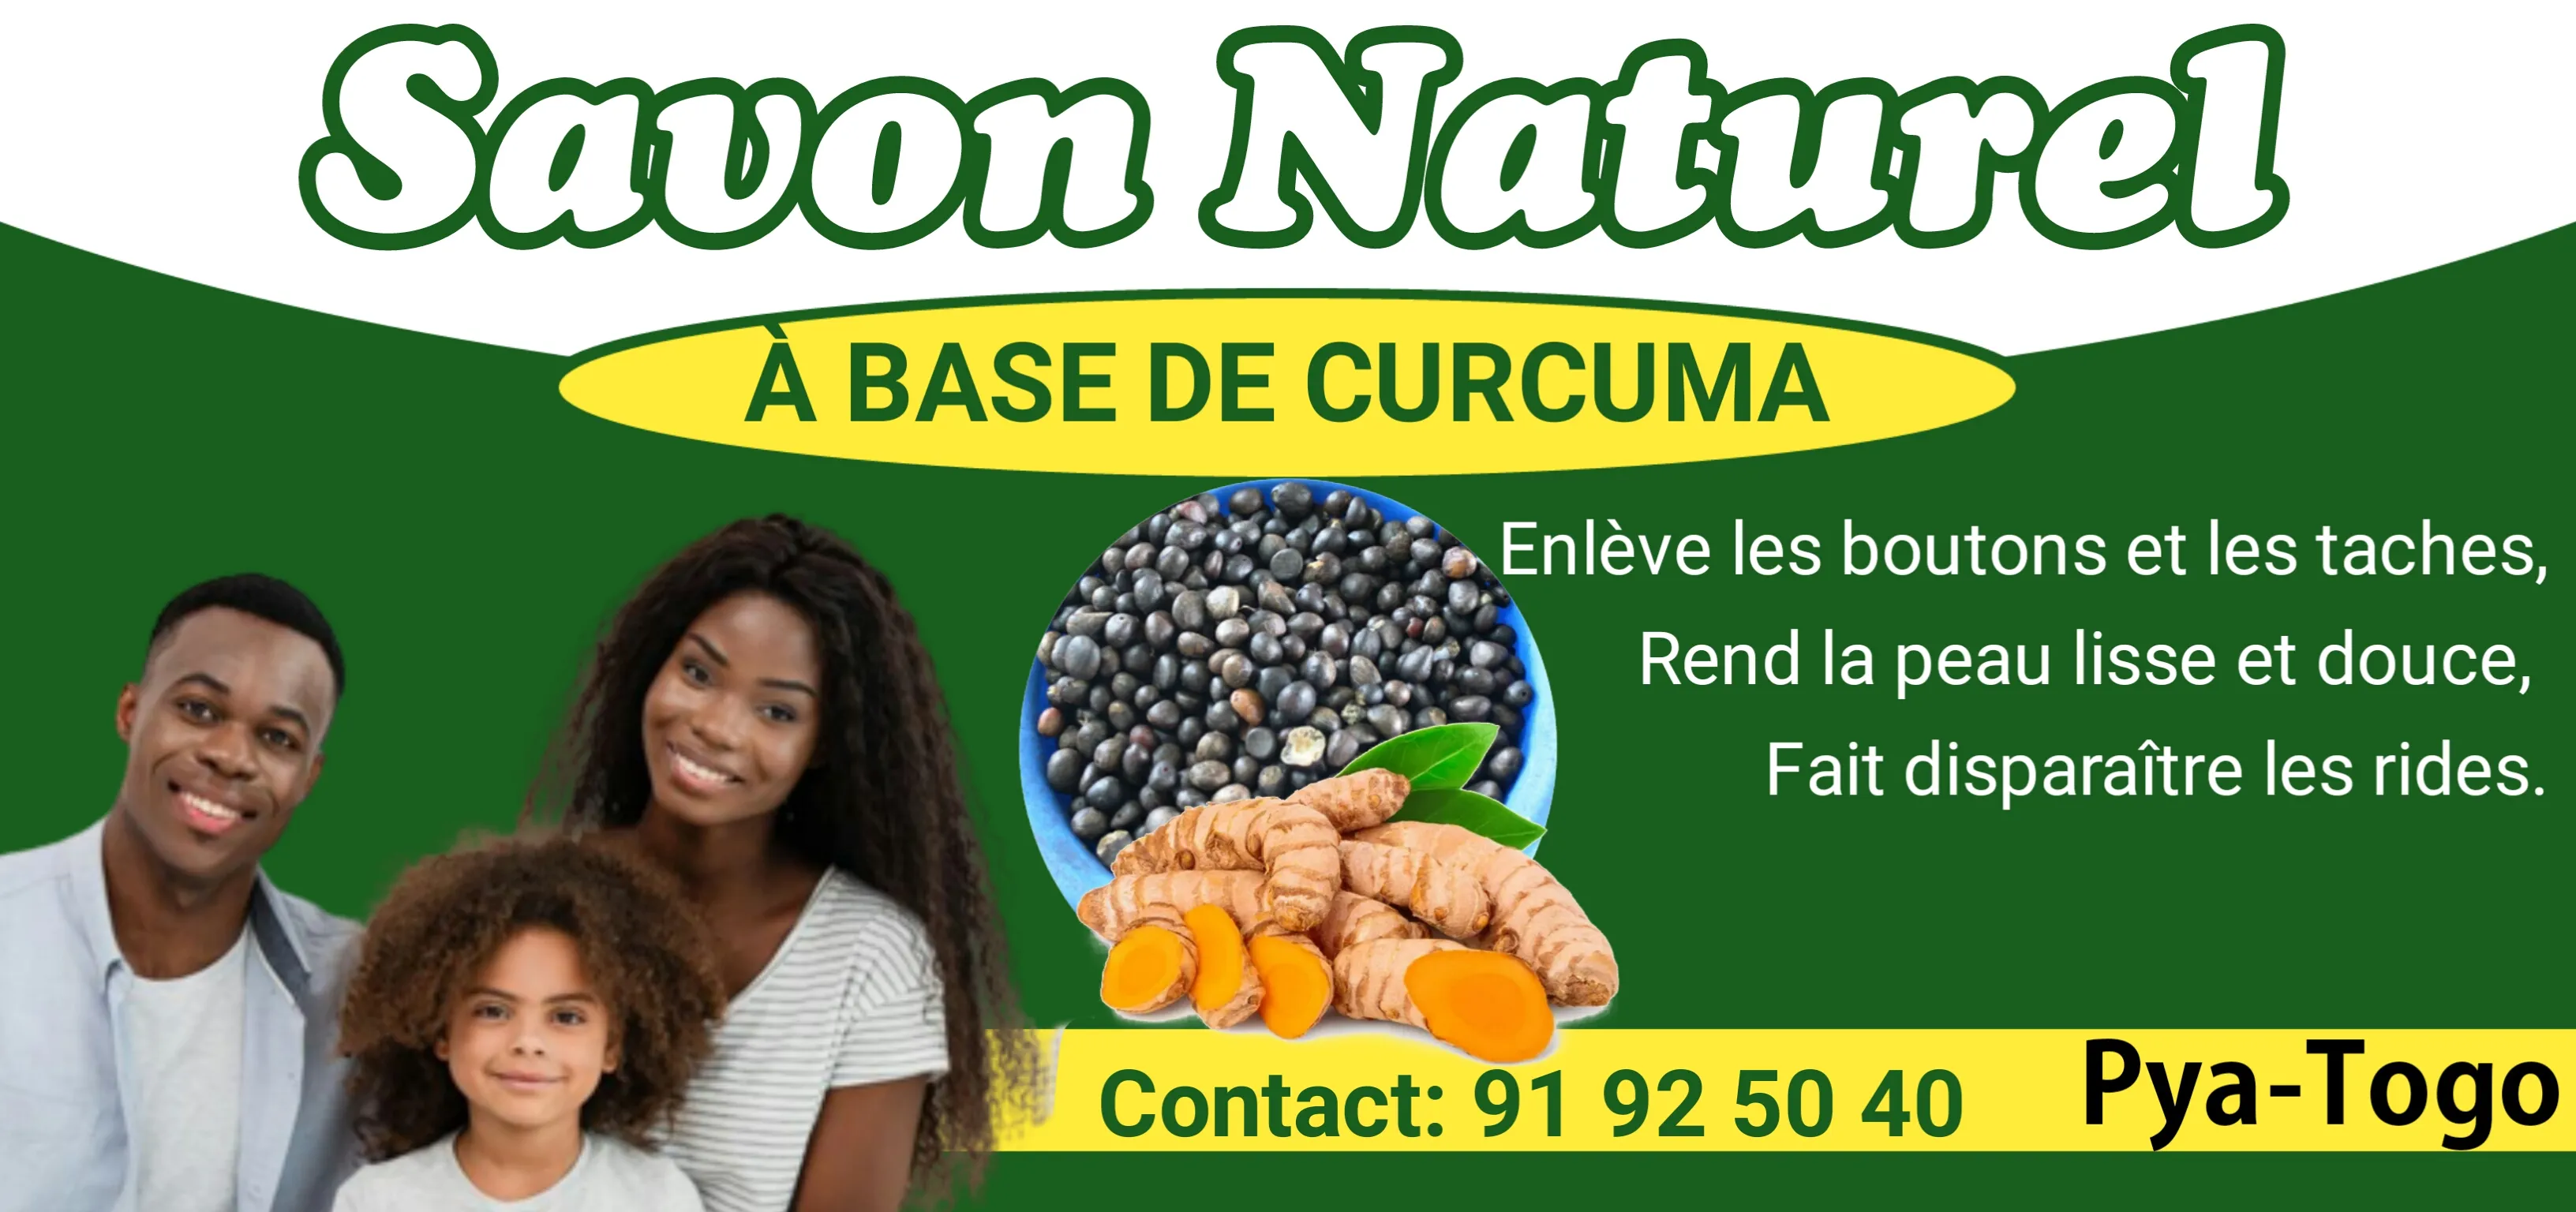 Savon Naturel
À BASE DE CURCUMA
Enlève les boutons et les taches,
Rend la peau lisse et douce,
Fait disparaître les rides.
Contact: 91 92 50 40
Pya-Togo